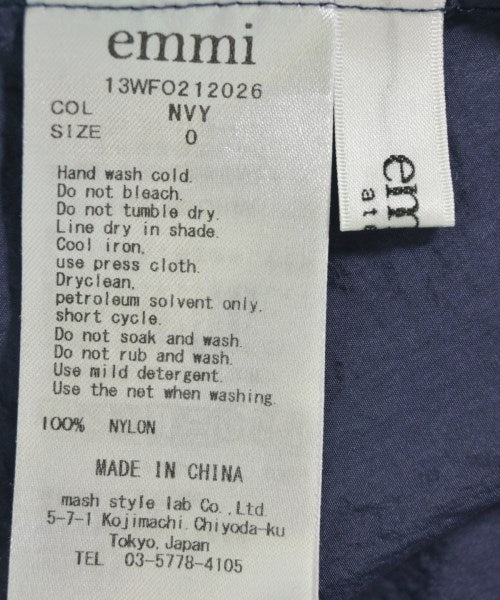 emmi
13WFO212026
COL NVY
SIZE 0
Hand wash cold.
Do not bleach.
Do not tumble dry.
Line dry in shade.
Cool iron,
use press cloth.
Dryclean,
petroleum solvent only,
short cycle.
Do not soak and wash.
Do not rub and wash.
Use mild detergent.
Use the net when washing.
100% NYLON
MADE IN CHINA
mash style lab Co.,Ltd.
5-7-1 Kojimachi.Chiyoda-ku
Tokyo,Japan
TEL 03-5778-4105
em
ate